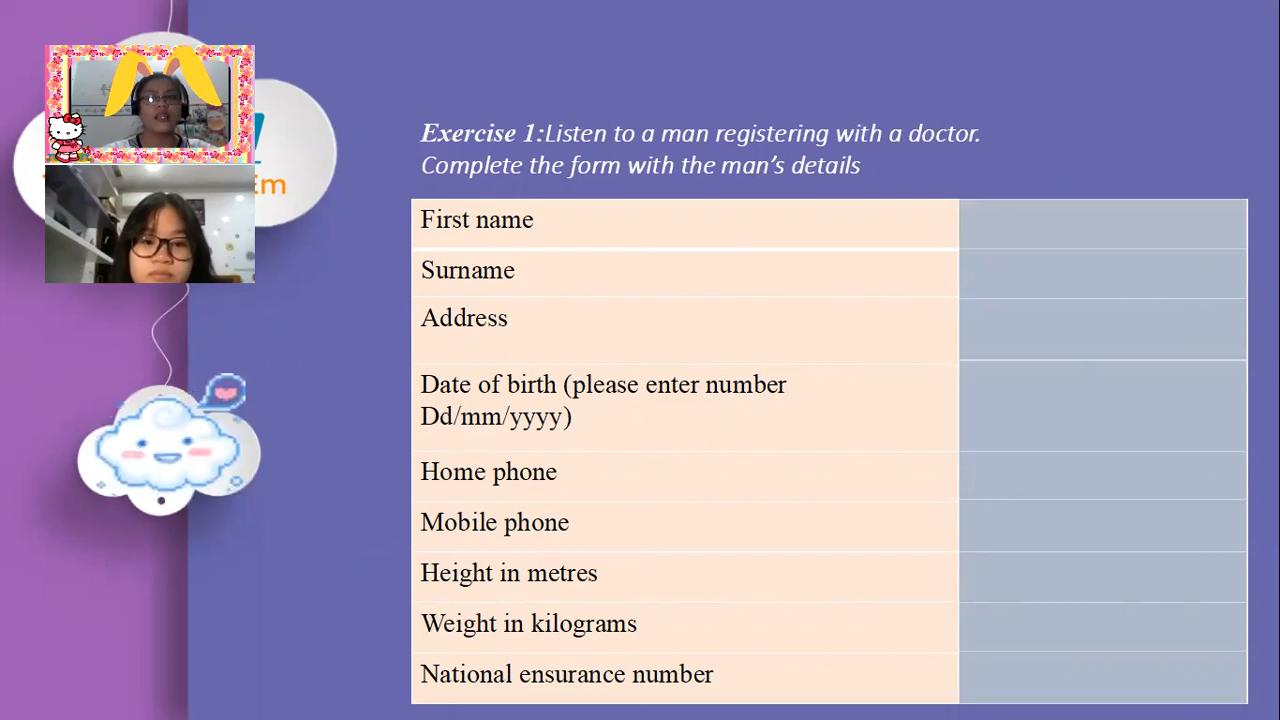 Em
Exercise 1:Listen to a man registering with a doctor.
Complete the form with the man’s details
First name
Surname
Address
Date of birth (please enter number
Dd/mm/yyyy)
Home phone
Mobile phone
Height in metres
Weight in kilograms
National ensurance number